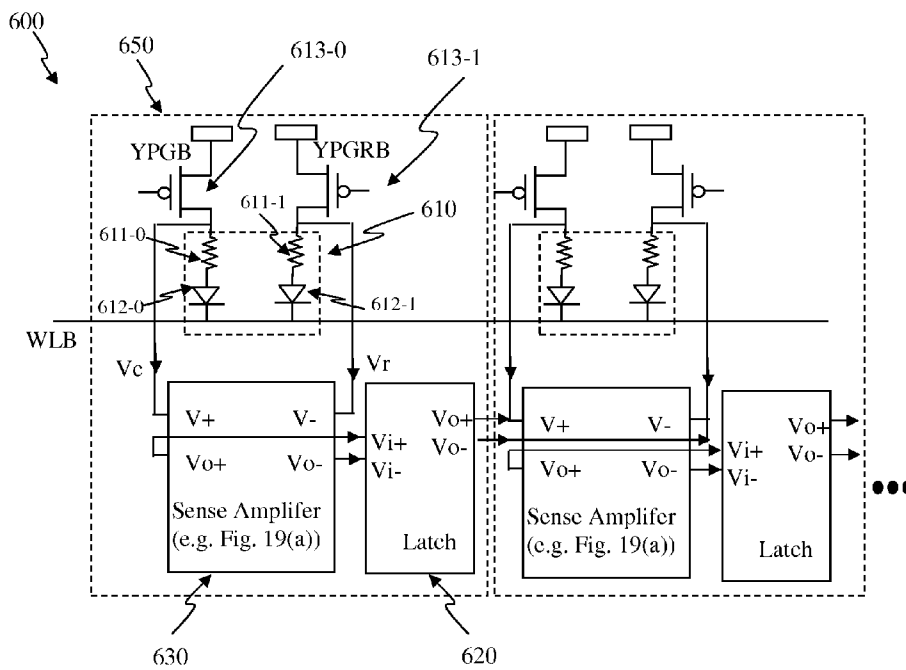 600
650
613-0
613-1
YPGB
YPGRB
611-0
611-1
610
612-0
612-1
WLB
Vc
Vr
V+
V-
Vo+
Vo-
Sense Amplifer
(e.g. Fig. 19(a))
Vo+
Vi+
Vo-
Vi-
Latch
V+
V-
Vo+
Vo-
Sense Amplifer
(e.g. Fig. 19(a))
Vo+
Vi+
Vo-
Vi-
Latch
630
620